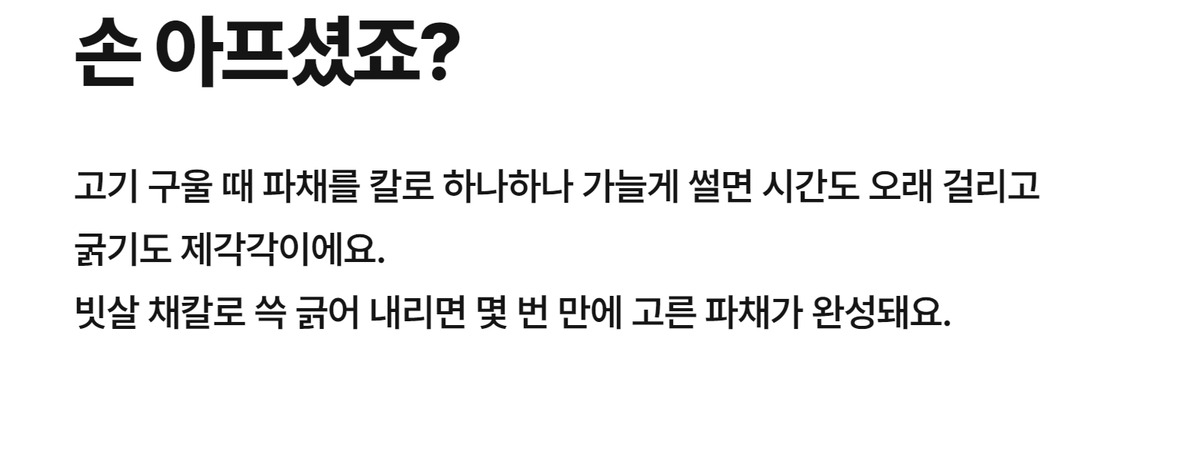 손 아프셨죠?
고기 구울 때 파채를 칼로 하나하나 가늘게 썰면 시간도 오래 걸리고
굵기도 제각각이에요.
빗살 채칼로 쓱 긁어 내리면 몇 번 만에 고른 파채가 완성돼요.